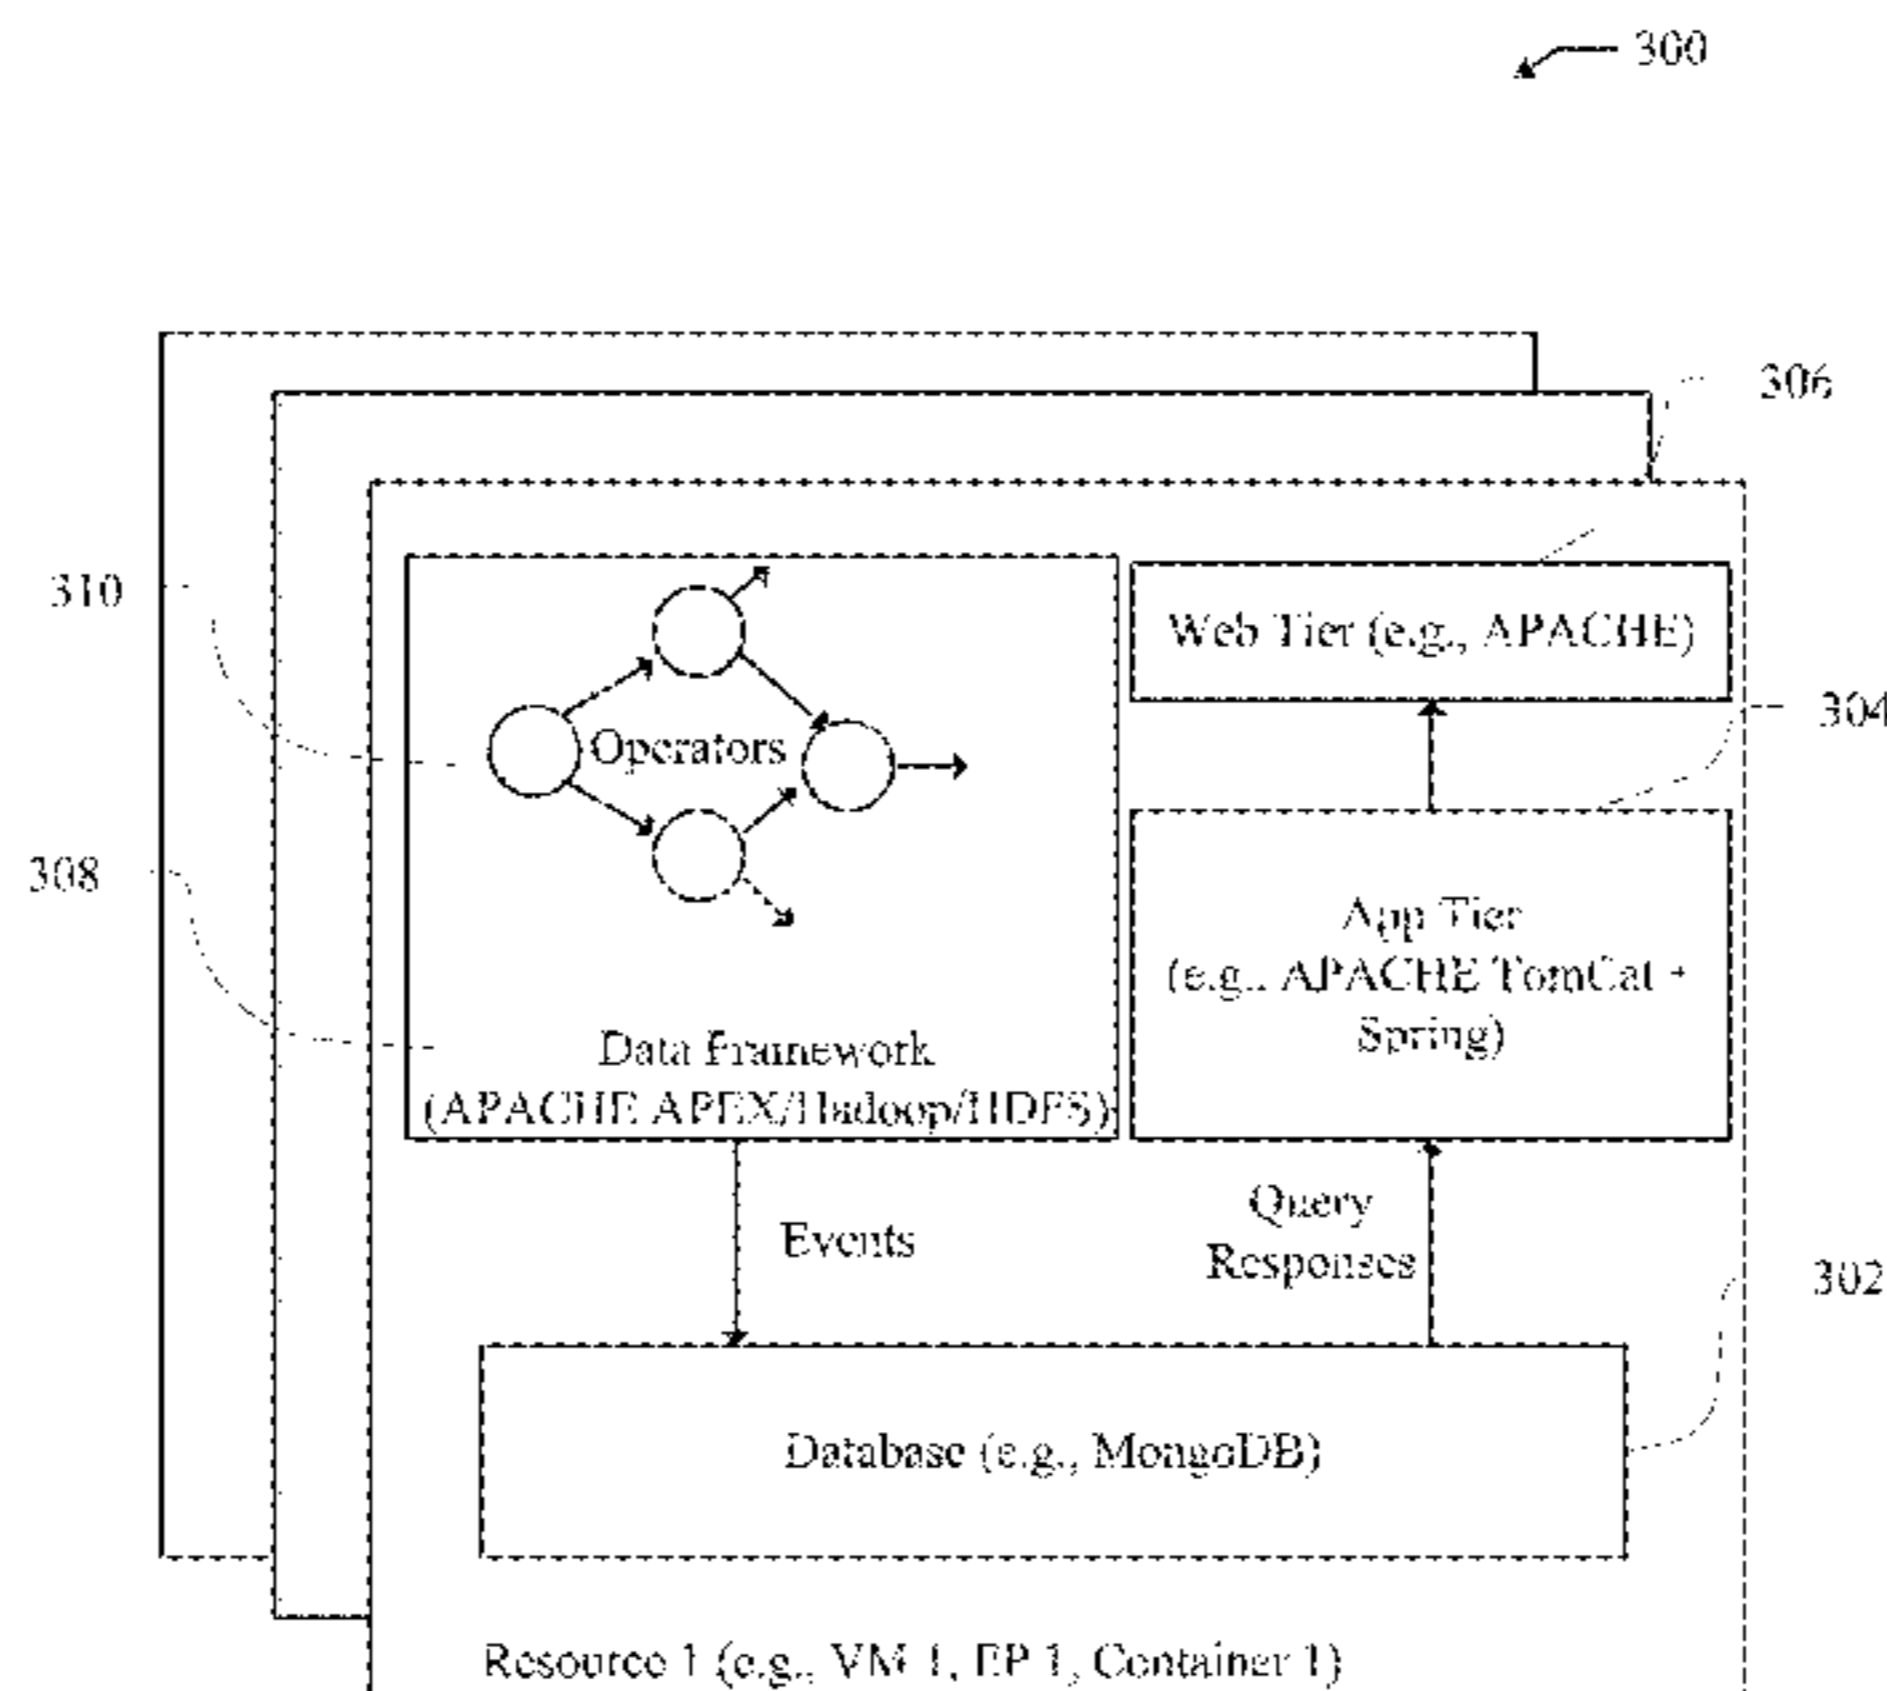 300
306
310
Web Tier (e.g., APACHE)
304
Operators
308
App Tier
(e.g., APACHE TomCat +
Spring)
Data Framework
(APACHE APEX/Hadoop/HDFS)
Events
Query
Responses
302
Database (e.g., MongoDB)
Resource 1 (e.g., VM 1, EP 1, Container 1)